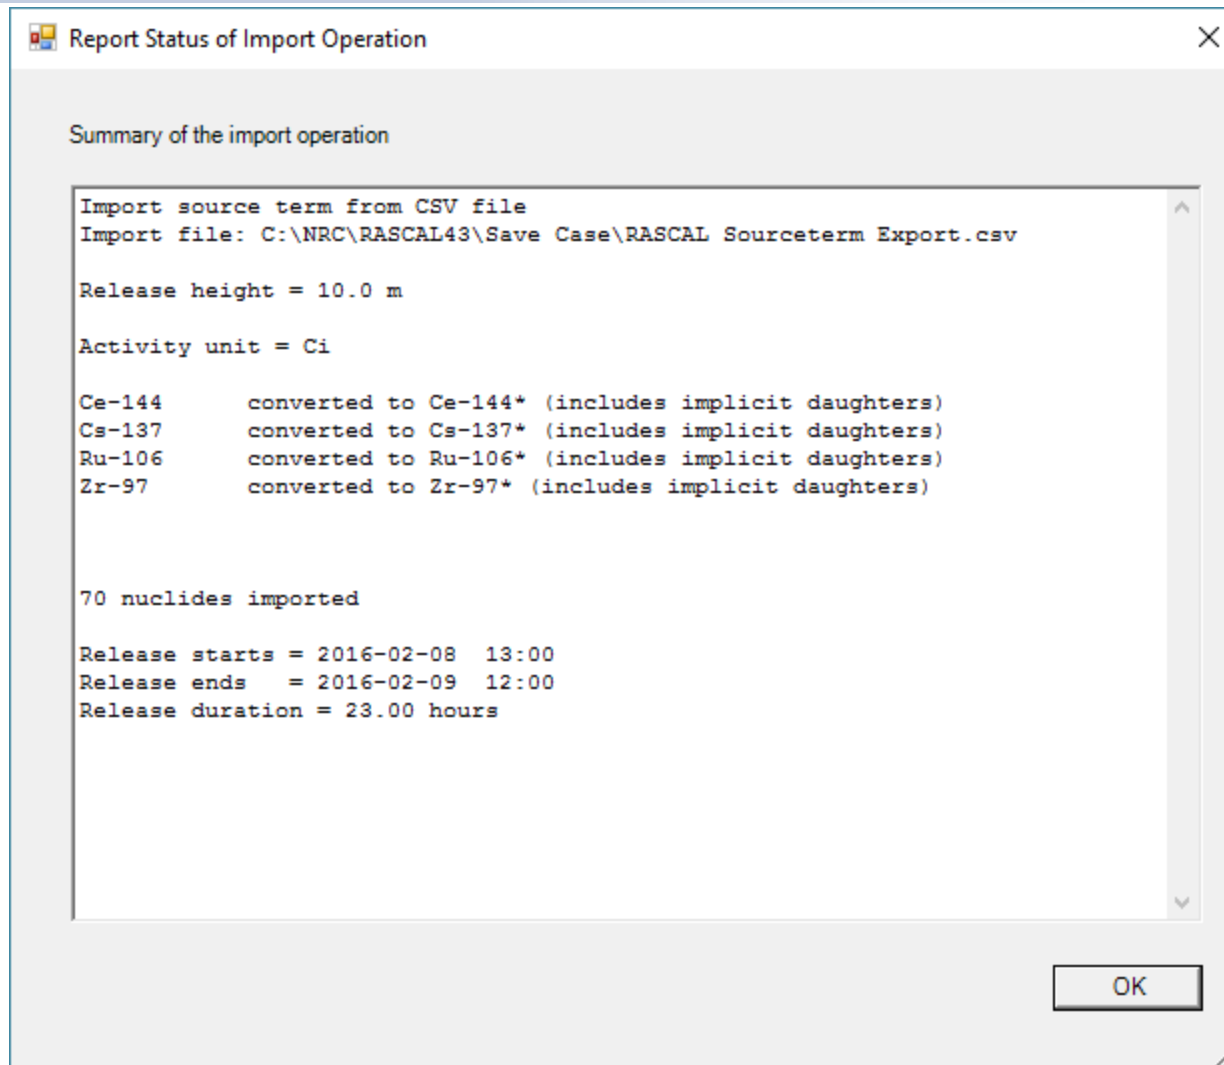 Report Status of Import Operation
Summary of the import operation
Import source term from CSV file
Import file: C:\NRC\RASCAL43\Save Case\RASCAL Sourceterm Export.csv
Release height = 10.0 m
Activity unit = Ci
Ce-144      converted to Ce-144* (includes implicit daughters)
Cs-137      converted to Cs-137* (includes implicit daughters)
Ru-106      converted to Ru-106* (includes implicit daughters)
Zr-97       converted to Zr-97* (includes implicit daughters)
70 nuclides imported
Release starts = 2016-02-08  13:00
Release ends   = 2016-02-09  12:00
Release duration = 23.00 hours
OK